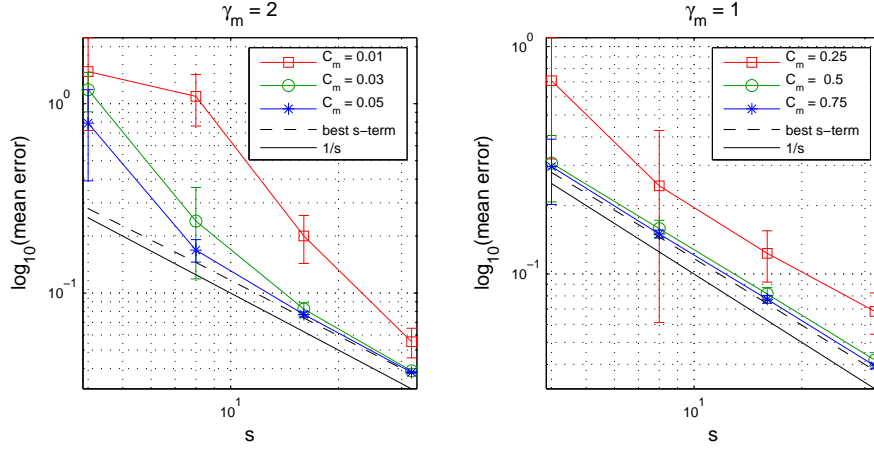 γm = 2
Cm = 0.01
Cm = 0.03
Cm = 0.05
best s−term
1/s
10^0
10^−1
10^1
log10(mean error)
s
γm = 1
Cm = 0.25
Cm = 0.5
Cm = 0.75
best s−term
1/s
10^0
10^−1
10^1
log10(mean error)
s